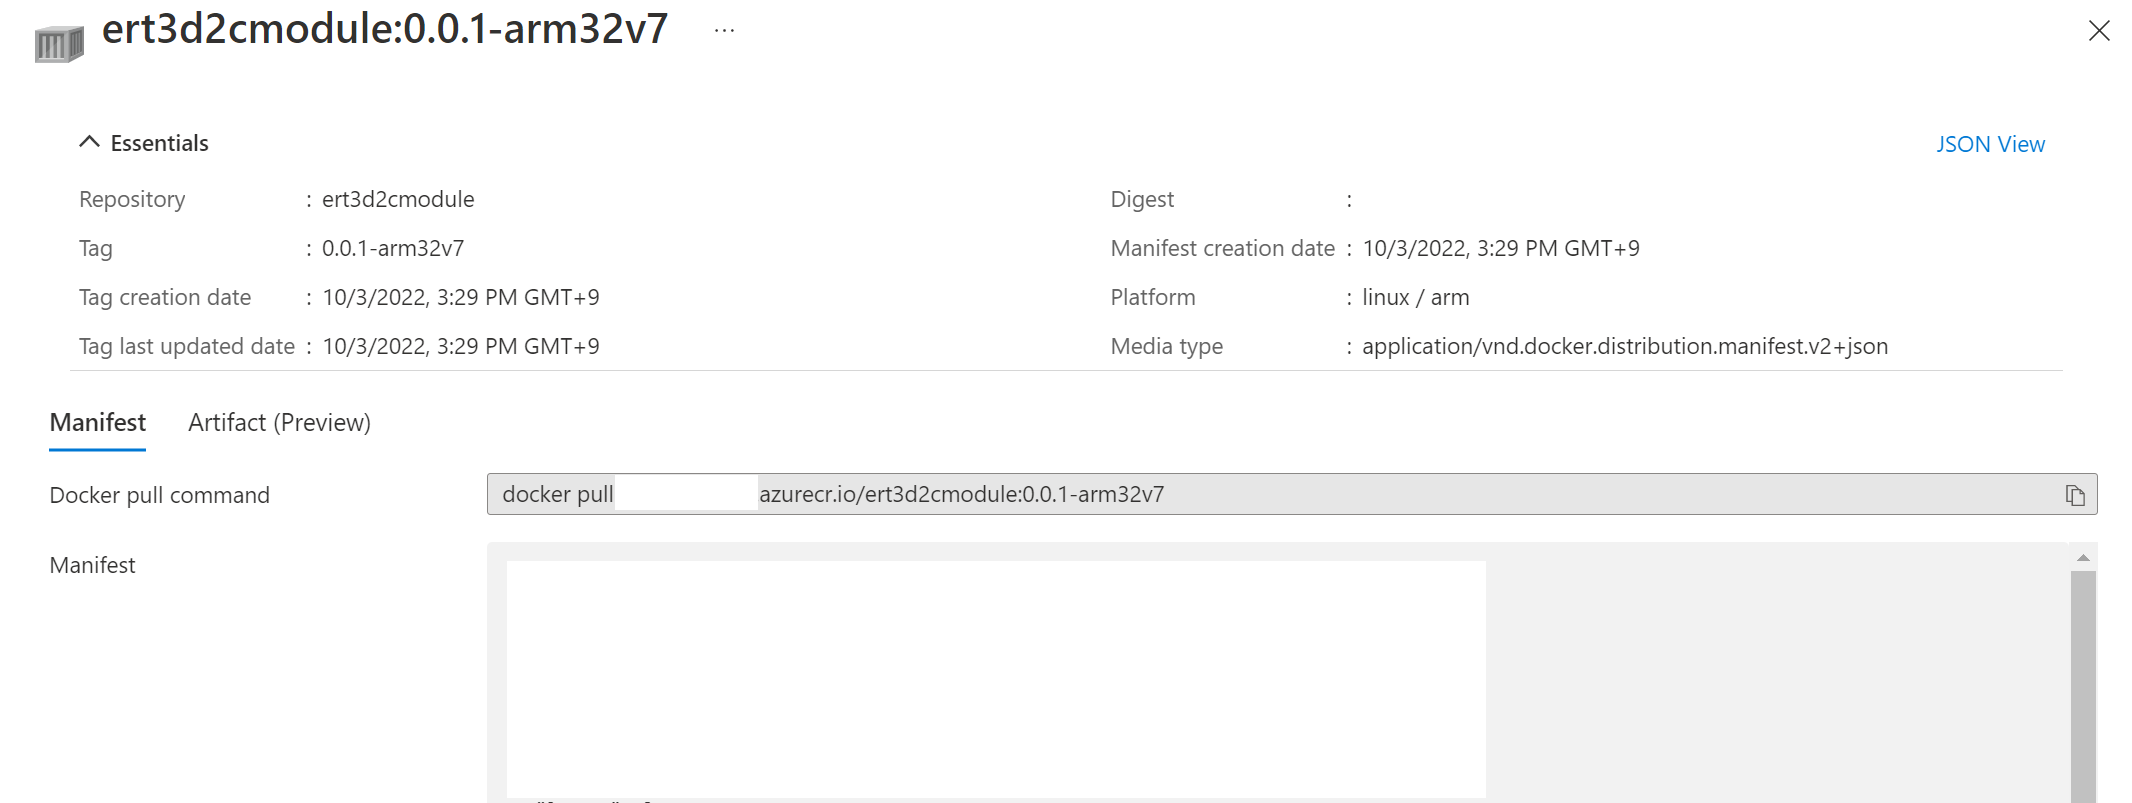 ert3d2cmodule:0.0.1-arm32v7 ...
Essentials
JSON View
Repository : ert3d2cmodule
Digest :
Tag : 0.0.1-arm32v7
Manifest creation date : 10/3/2022, 3:29 PM GMT+9
Tag creation date : 10/3/2022, 3:29 PM GMT+9
Platform : linux / arm
Tag last updated date : 10/3/2022, 3:29 PM GMT+9
Media type : application/vnd.docker.distribution.manifest.v2+json
Manifest Artifact (Preview)
Docker pull command
docker pull azurecr.io/ert3d2cmodule:0.0.1-arm32v7
Manifest